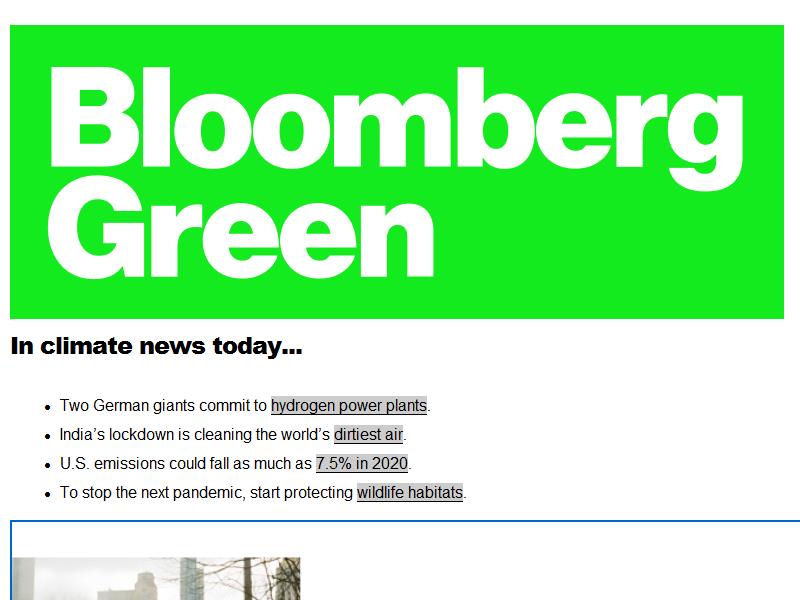 Bloomberg
Green
In climate news today...
• Two German giants commit to hydrogen power plants.
• India’s lockdown is cleaning the world’s dirtiest air.
• U.S. emissions could fall as much as 7.5% in 2020.
• To stop the next pandemic, start protecting wildlife habitats.